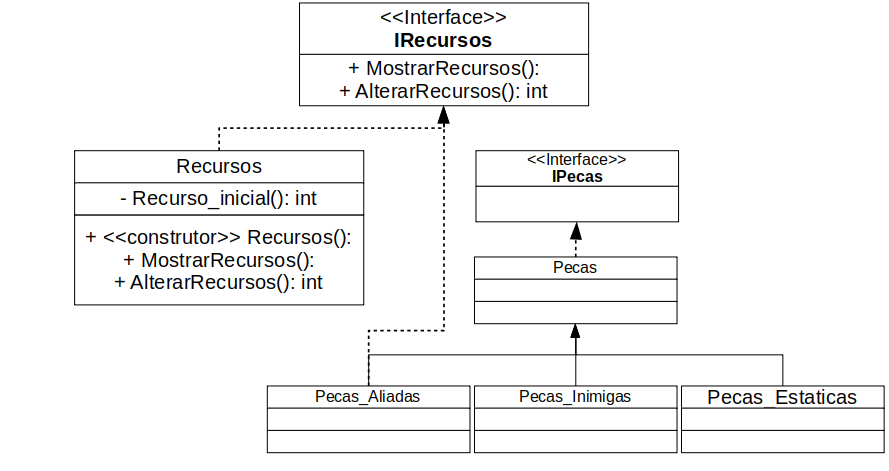 <<Interface>>
IRecursos
+ MostrarRecursos():
+ AlterarRecursos(): int
Recursos
- Recurso_inicial(): int
+ <<construtor>> Recursos():
+ MostrarRecursos():
+ AlterarRecursos(): int
<<Interface>>
IPecas
Pecas
Pecas_Aliadas
Pecas_Inimigas
Pecas_Estaticas